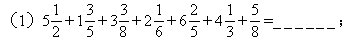 (1) 5 1/2 + 1 3/5 + 3 3/8 + 2 1/6 + 6 2/5 + 4 1/3 + 5/8 = ______ ;